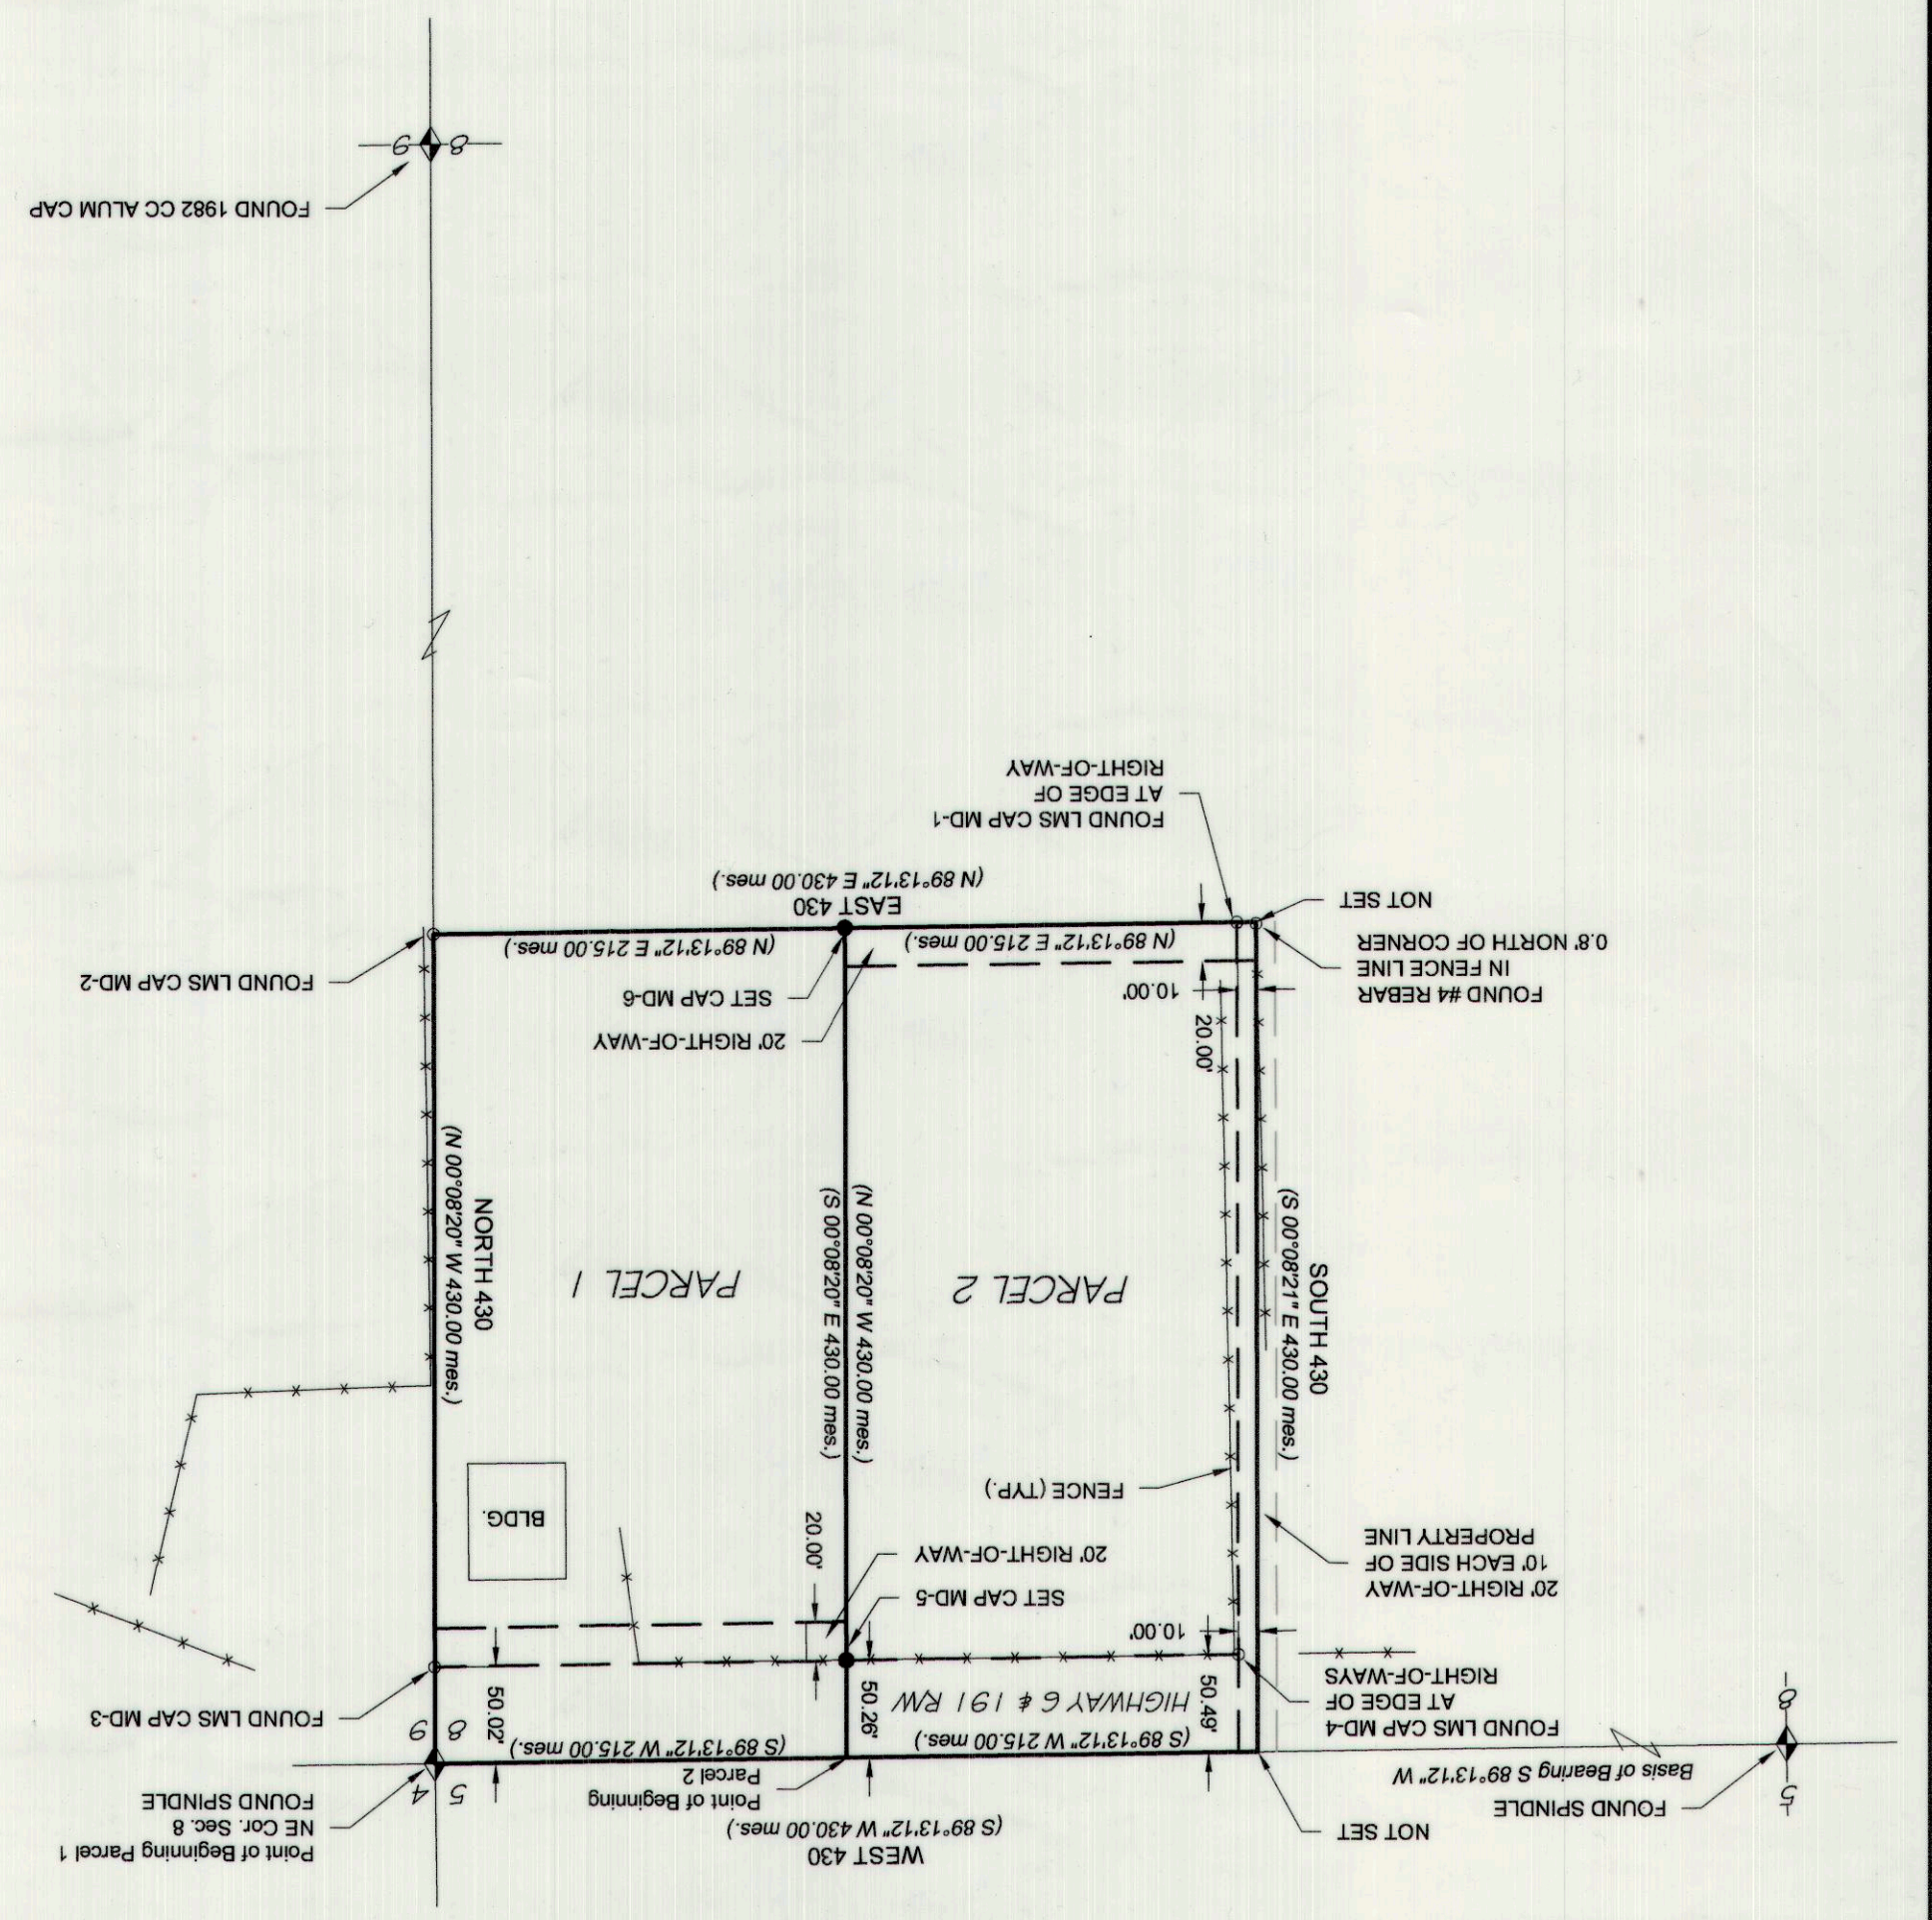 WEST 430
(S 89°13'12" W 430.00 mes.)
NOT SET
FOUND SPINDLE
Basis of Bearing S 89°13'12" W
5
8
Point of Beginning
Parcel 2
Point of Beginning Parcel 1
NE Cor. Sec. 8
FOUND SPINDLE
5
4
8
9
(S 89°13'12" W 215.00 mes.)
(S 89°13'12" W 215.00 mes.)
HIGHWAY 6 & 191 R/W
50.49'
50.26'
50.02'
FOUND LMS CAP MD-4
AT EDGE OF
RIGHT-OF-WAYS
FOUND LMS CAP MD-3
10.00'
SET CAP MD-5
20' RIGHT-OF-WAY
20.00'
20' RIGHT-OF-WAY
10' EACH SIDE OF
PROPERTY LINE
BLDG.
FENCE (TYP.)
SOUTH 430
(S 00°08'21" E 430.00 mes.)
PARCEL 2
(N 00°08'20" W 430.00 mes.)
(S 00°08'20" E 430.00 mes.)
PARCEL 1
NORTH 430
(N 00°08'20" W 430.00 mes.)
20.00'
10.00'
20' RIGHT-OF-WAY
SET CAP MD-6
FOUND #4 REBAR
IN FENCE LINE
0.8' NORTH OF CORNER
NOT SET
FOUND LMS CAP MD-2
(N 89°13'12" E 215.00 mes.)
(N 89°13'12" E 215.00 mes.)
EAST 430
(N 89°13'12" E 430.00 mes.)
FOUND LMS CAP MD-1
AT EDGE OF
RIGHT-OF-WAY
FOUND 1982 CC ALUM CAP
8
9